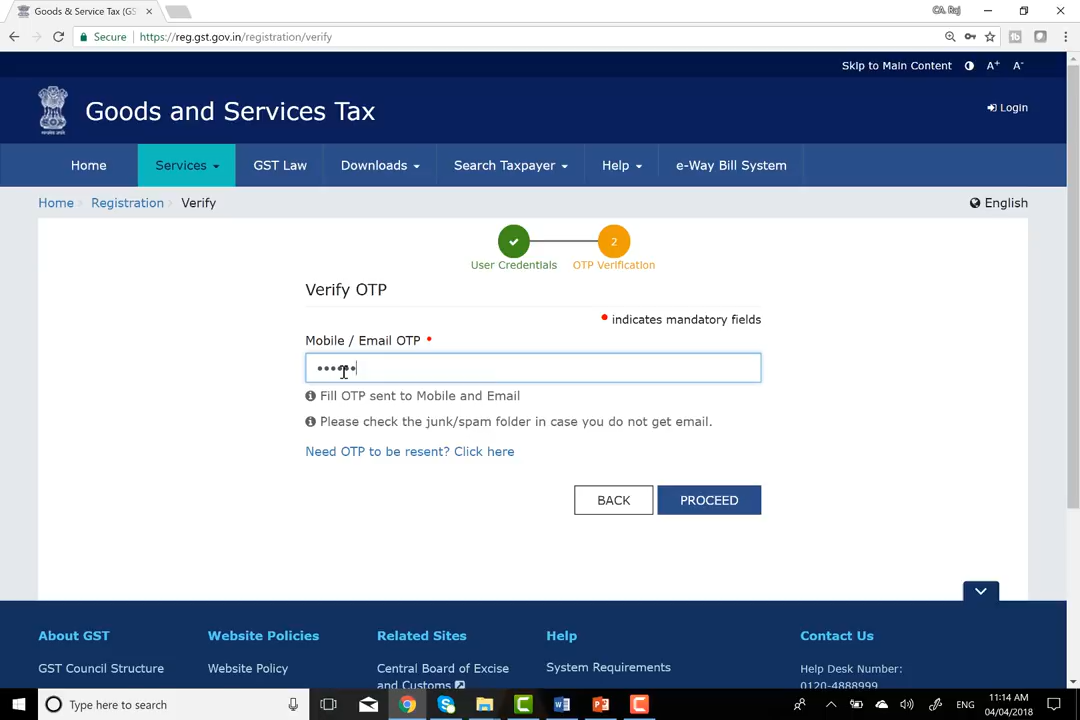 Goods & Service Tax (GS
CA. Raj
Secure
https://reg.gst.gov.in/registration/verify
Skip to Main Content A+ A-
Goods and Services Tax
Login
Home Services GST Law Downloads Search Taxpayer Help e-Way Bill System
Home Registration Verify
English
2
User Credentials OTP Verification
Verify OTP
• indicates mandatory fields
Mobile / Email OTP •
••••••
Fill OTP sent to Mobile and Email
Please check the junk/spam folder in case you do not get email.
Need OTP to be resent? Click here
BACK PROCEED
About GST Website Policies Related Sites Help Contact Us
GST Council Structure Website Policy Central Board of Excise System Requirements Help Desk Number:
and Customs 0120-4888999
Type here to search
ENG
11:14 AM
04/04/2018